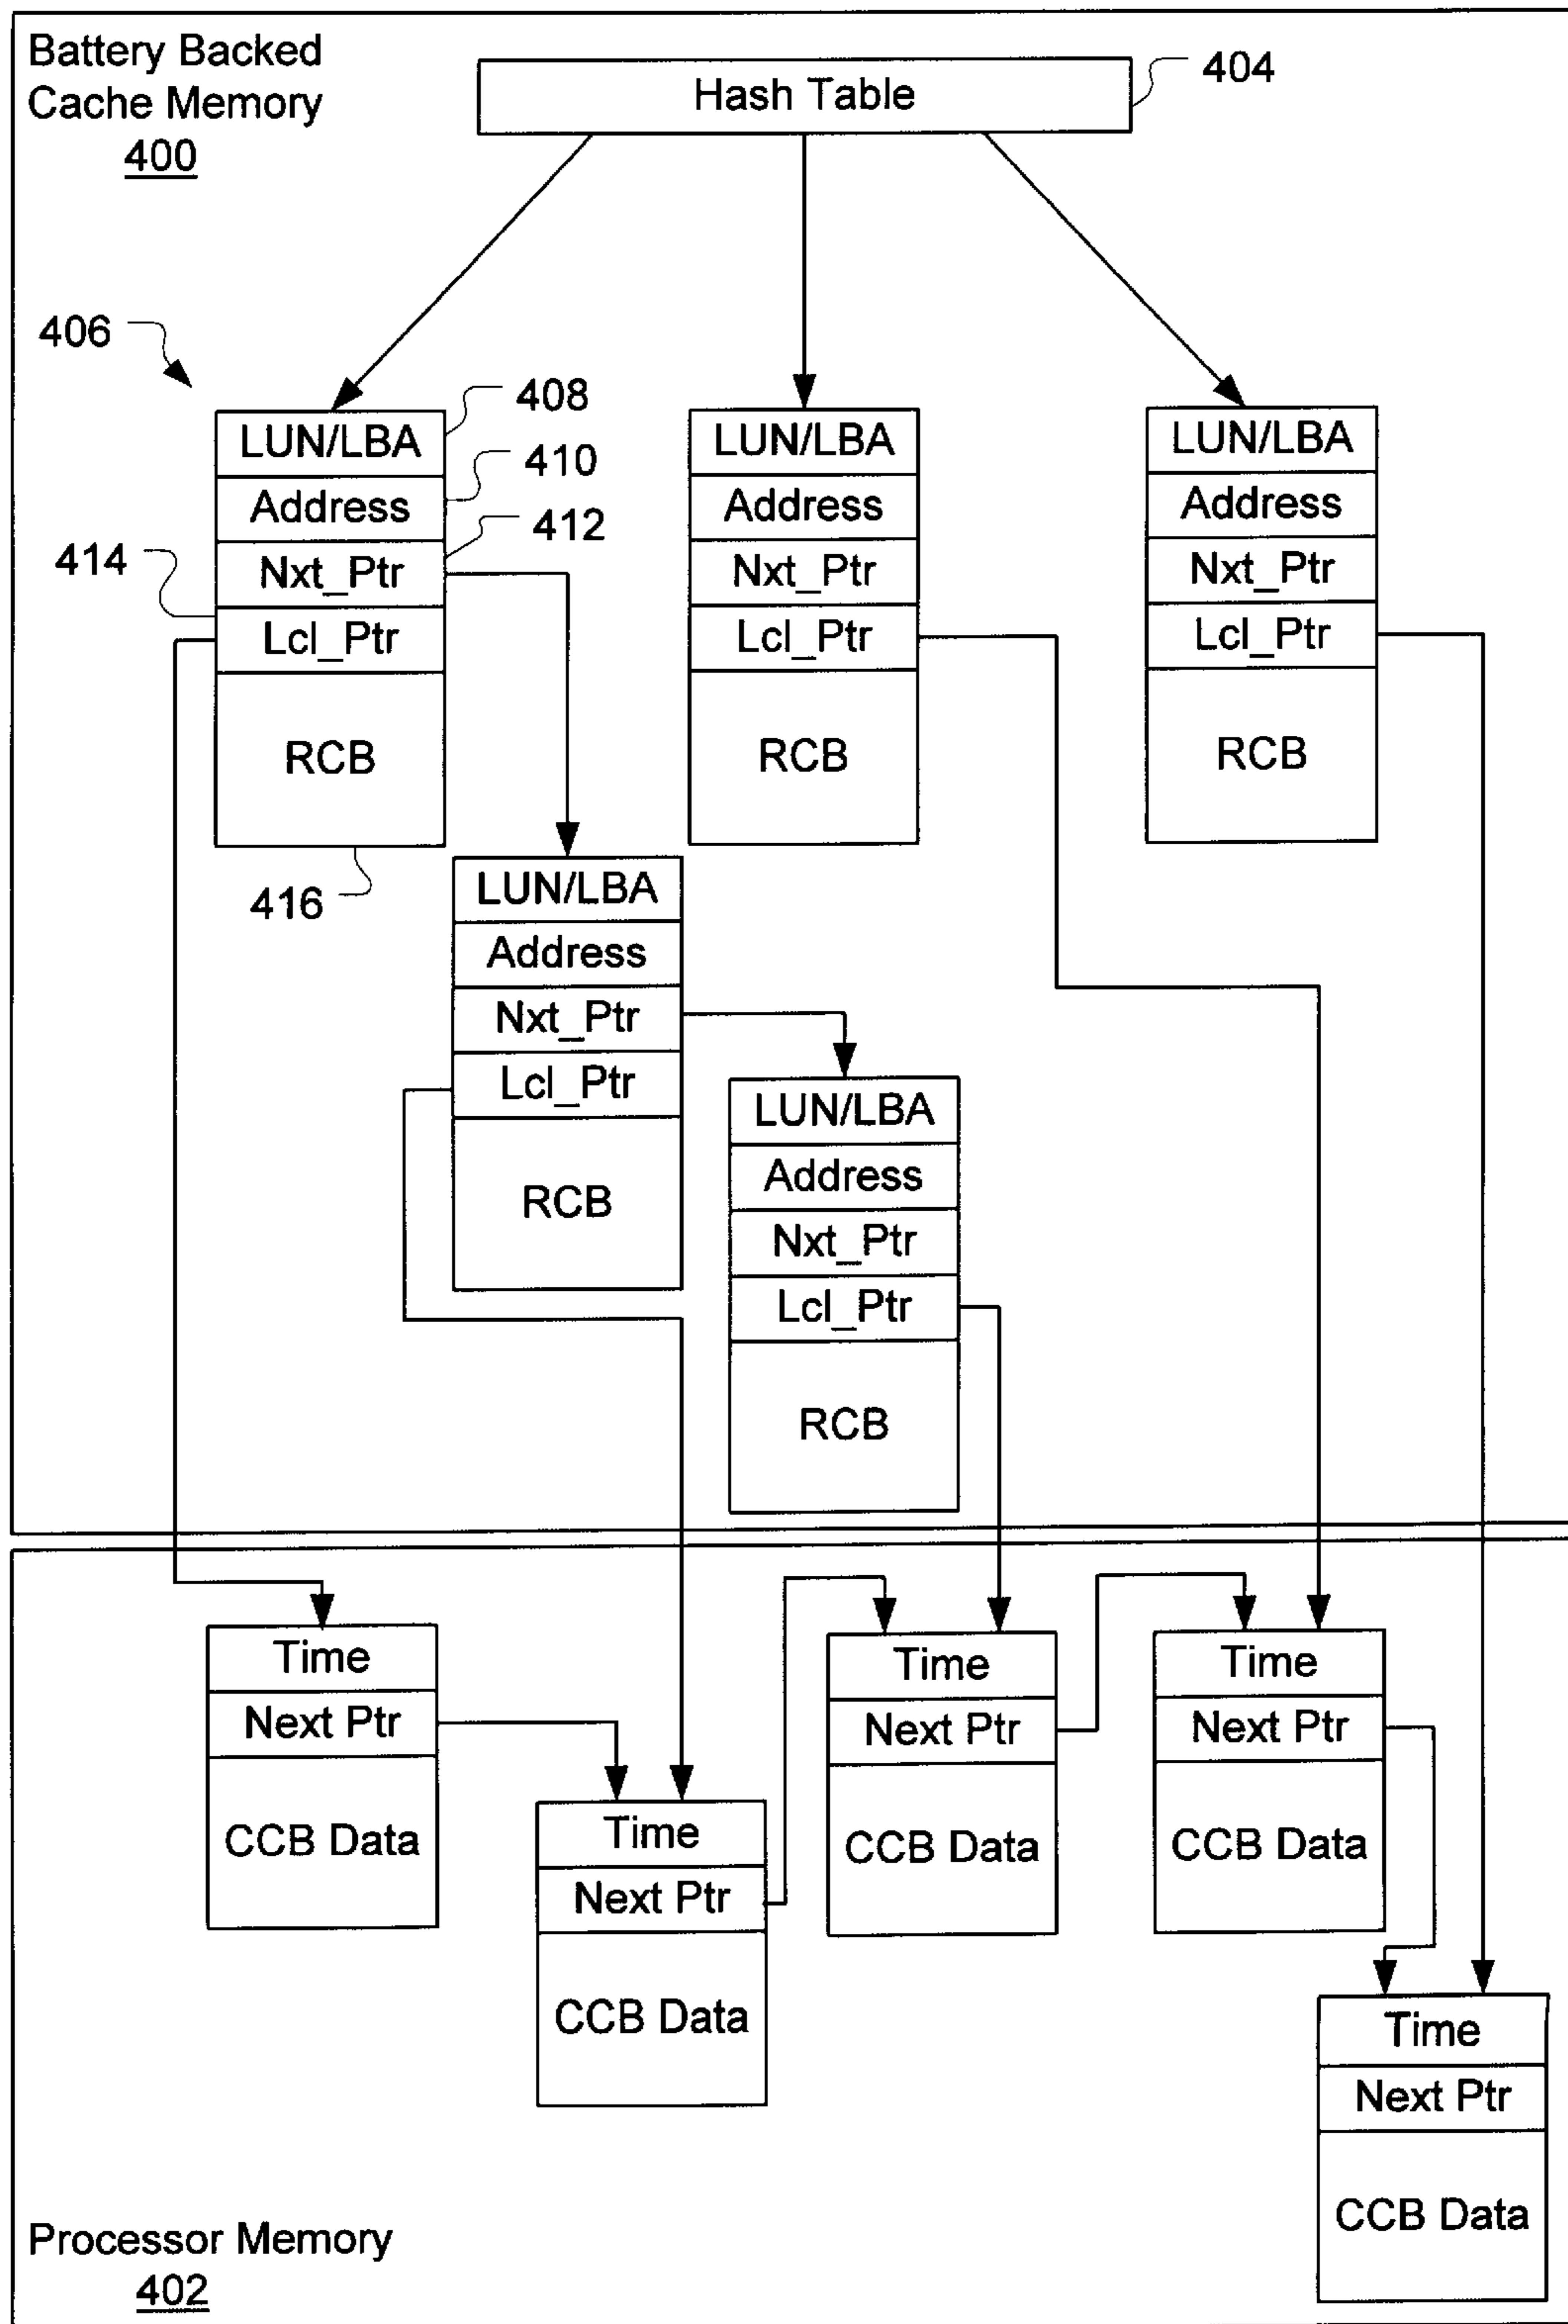 Battery Backed
Cache Memory
400
Hash Table
404
406
408
410
412
414
416
LUN/LBA
Address
Nxt_Ptr
Lcl_Ptr
RCB
LUN/LBA
Address
Nxt_Ptr
Lcl_Ptr
RCB
LUN/LBA
Address
Nxt_Ptr
Lcl_Ptr
RCB
LUN/LBA
Address
Nxt_Ptr
Lcl_Ptr
RCB
LUN/LBA
Address
Nxt_Ptr
Lcl_Ptr
RCB
Time
Next Ptr
CCB Data
Time
Next Ptr
CCB Data
Time
Next Ptr
CCB Data
Time
Next Ptr
CCB Data
Time
Next Ptr
CCB Data
Processor Memory
402